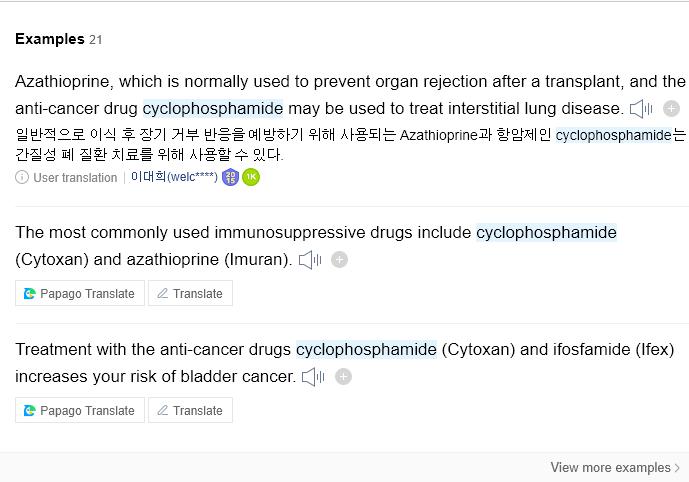 Examples 21
Azathioprine, which is normally used to prevent organ rejection after a transplant, and the
anti-cancer drug cyclophosphamide may be used to treat interstitial lung disease.
일반적으로 이식 후 장기 거부 반응을 예방하기 위해 사용되는 Azathioprine과 항암제인 cyclophosphamide는
간질성 폐 질환 치료를 위해 사용할 수 있다.
User translation | 이대희(welc****) 2015 1K
The most commonly used immunosuppressive drugs include cyclophosphamide
(Cytoxan) and azathioprine (Imuran).
Papago Translate Translate
Treatment with the anti-cancer drugs cyclophosphamide (Cytoxan) and ifosfamide (Ifex)
increases your risk of bladder cancer.
Papago Translate Translate
View more examples